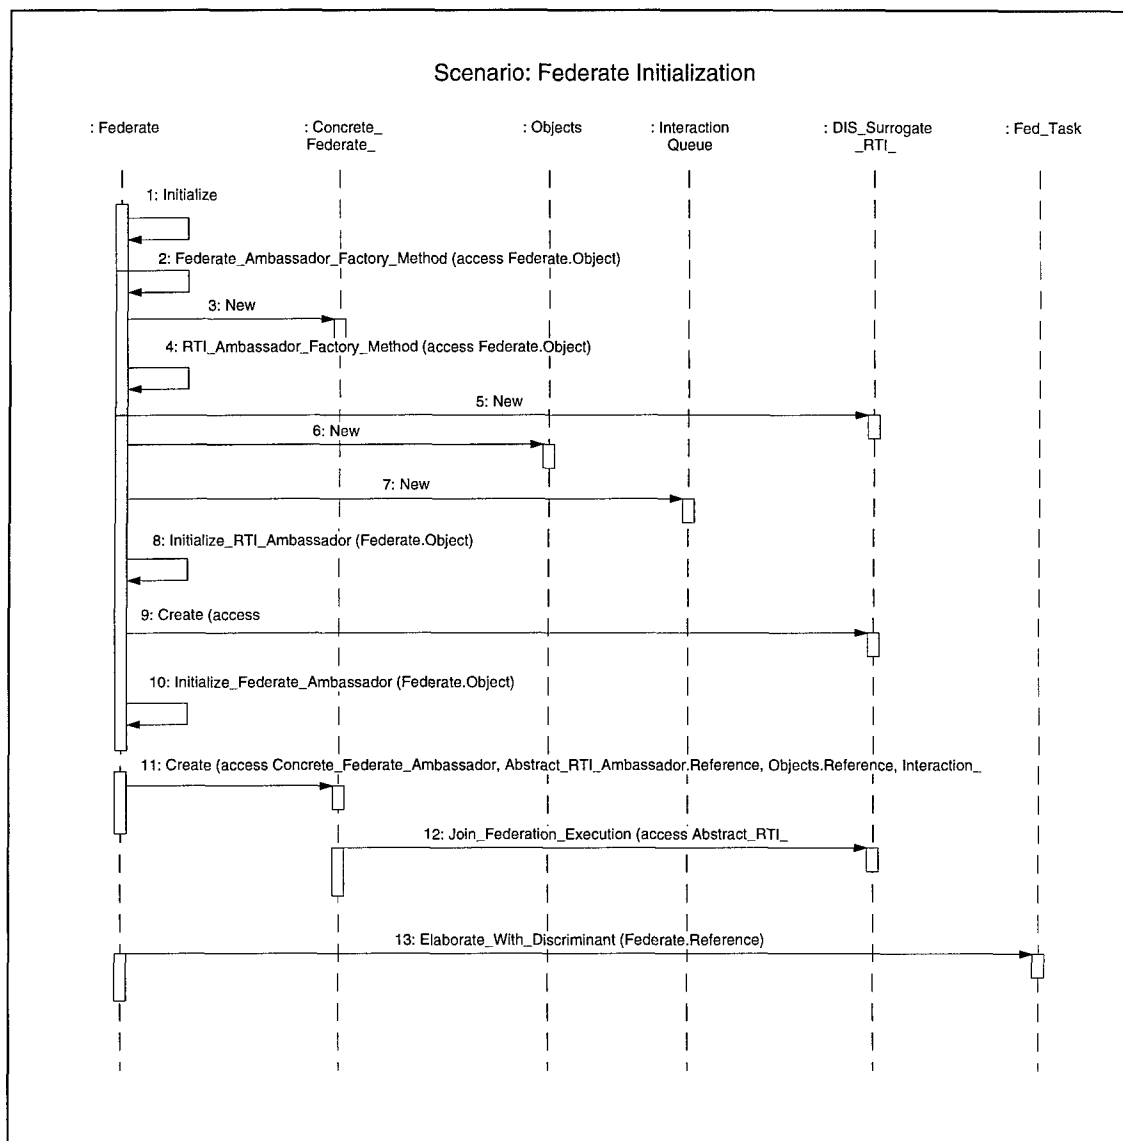 Scenario: Federate Initialization
: Federate
: Concrete_
Federate_
: Objects
: Interaction
Queue
: DIS_Surrogate
_RTI_
: Fed_Task
1: Initialize
2: Federate_Ambassador_Factory_Method (access Federate.Object)
3: New
4: RTI_Ambassador_Factory_Method (access Federate.Object)
5: New
6: New
7: New
8: Initialize_RTI_Ambassador (Federate.Object)
9: Create (access
10: Initialize_Federate_Ambassador (Federate.Object)
11: Create (access Concrete_Federate_Ambassador, Abstract_RTI_Ambassador.Reference, Objects.Reference, Interaction_
12: Join_Federation_Execution (access Abstract_RTI_
13: Elaborate_With_Discriminant (Federate.Reference)